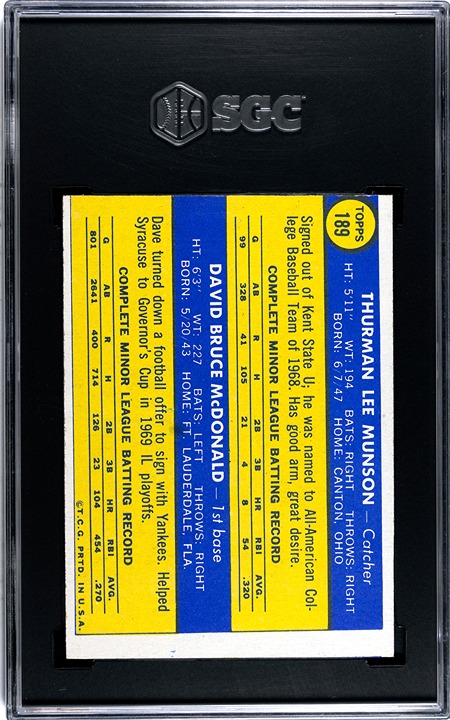 SGC
TOPPS
189
THURMAN LEE MUNSON — Catcher
HT: 5'11" WT: 194 BATS: RIGHT THROWS: RIGHT
BORN: 6/7/47 HOME: CANTON, OHIO
Signed out of Kent State U; he was named to All-American Col-
lege Baseball Team of 1968. Has good arm, great desire.
COMPLETE MINOR LEAGUE BATTING RECORD
G AB R H 2B 3B HR RBI AVG.
99 328 41 105 21 4 8 54 .320
DAVID BRUCE McDONALD — 1st base
HT: 6'3" WT: 227 BATS: LEFT THROWS: RIGHT
BORN: 5/20/43 HOME: FT. LAUDERDALE, FLA.
Dave turned down a football offer to sign with Yankees. Helped
Syracuse to Governor's Cup in 1969 IL playoffs.
COMPLETE MINOR LEAGUE BATTING RECORD
G AB R H 2B 3B HR RBI AVG.
801 2641 400 714 126 23 104 454 .270
©T.C.G. PRTD. IN U.S.A.